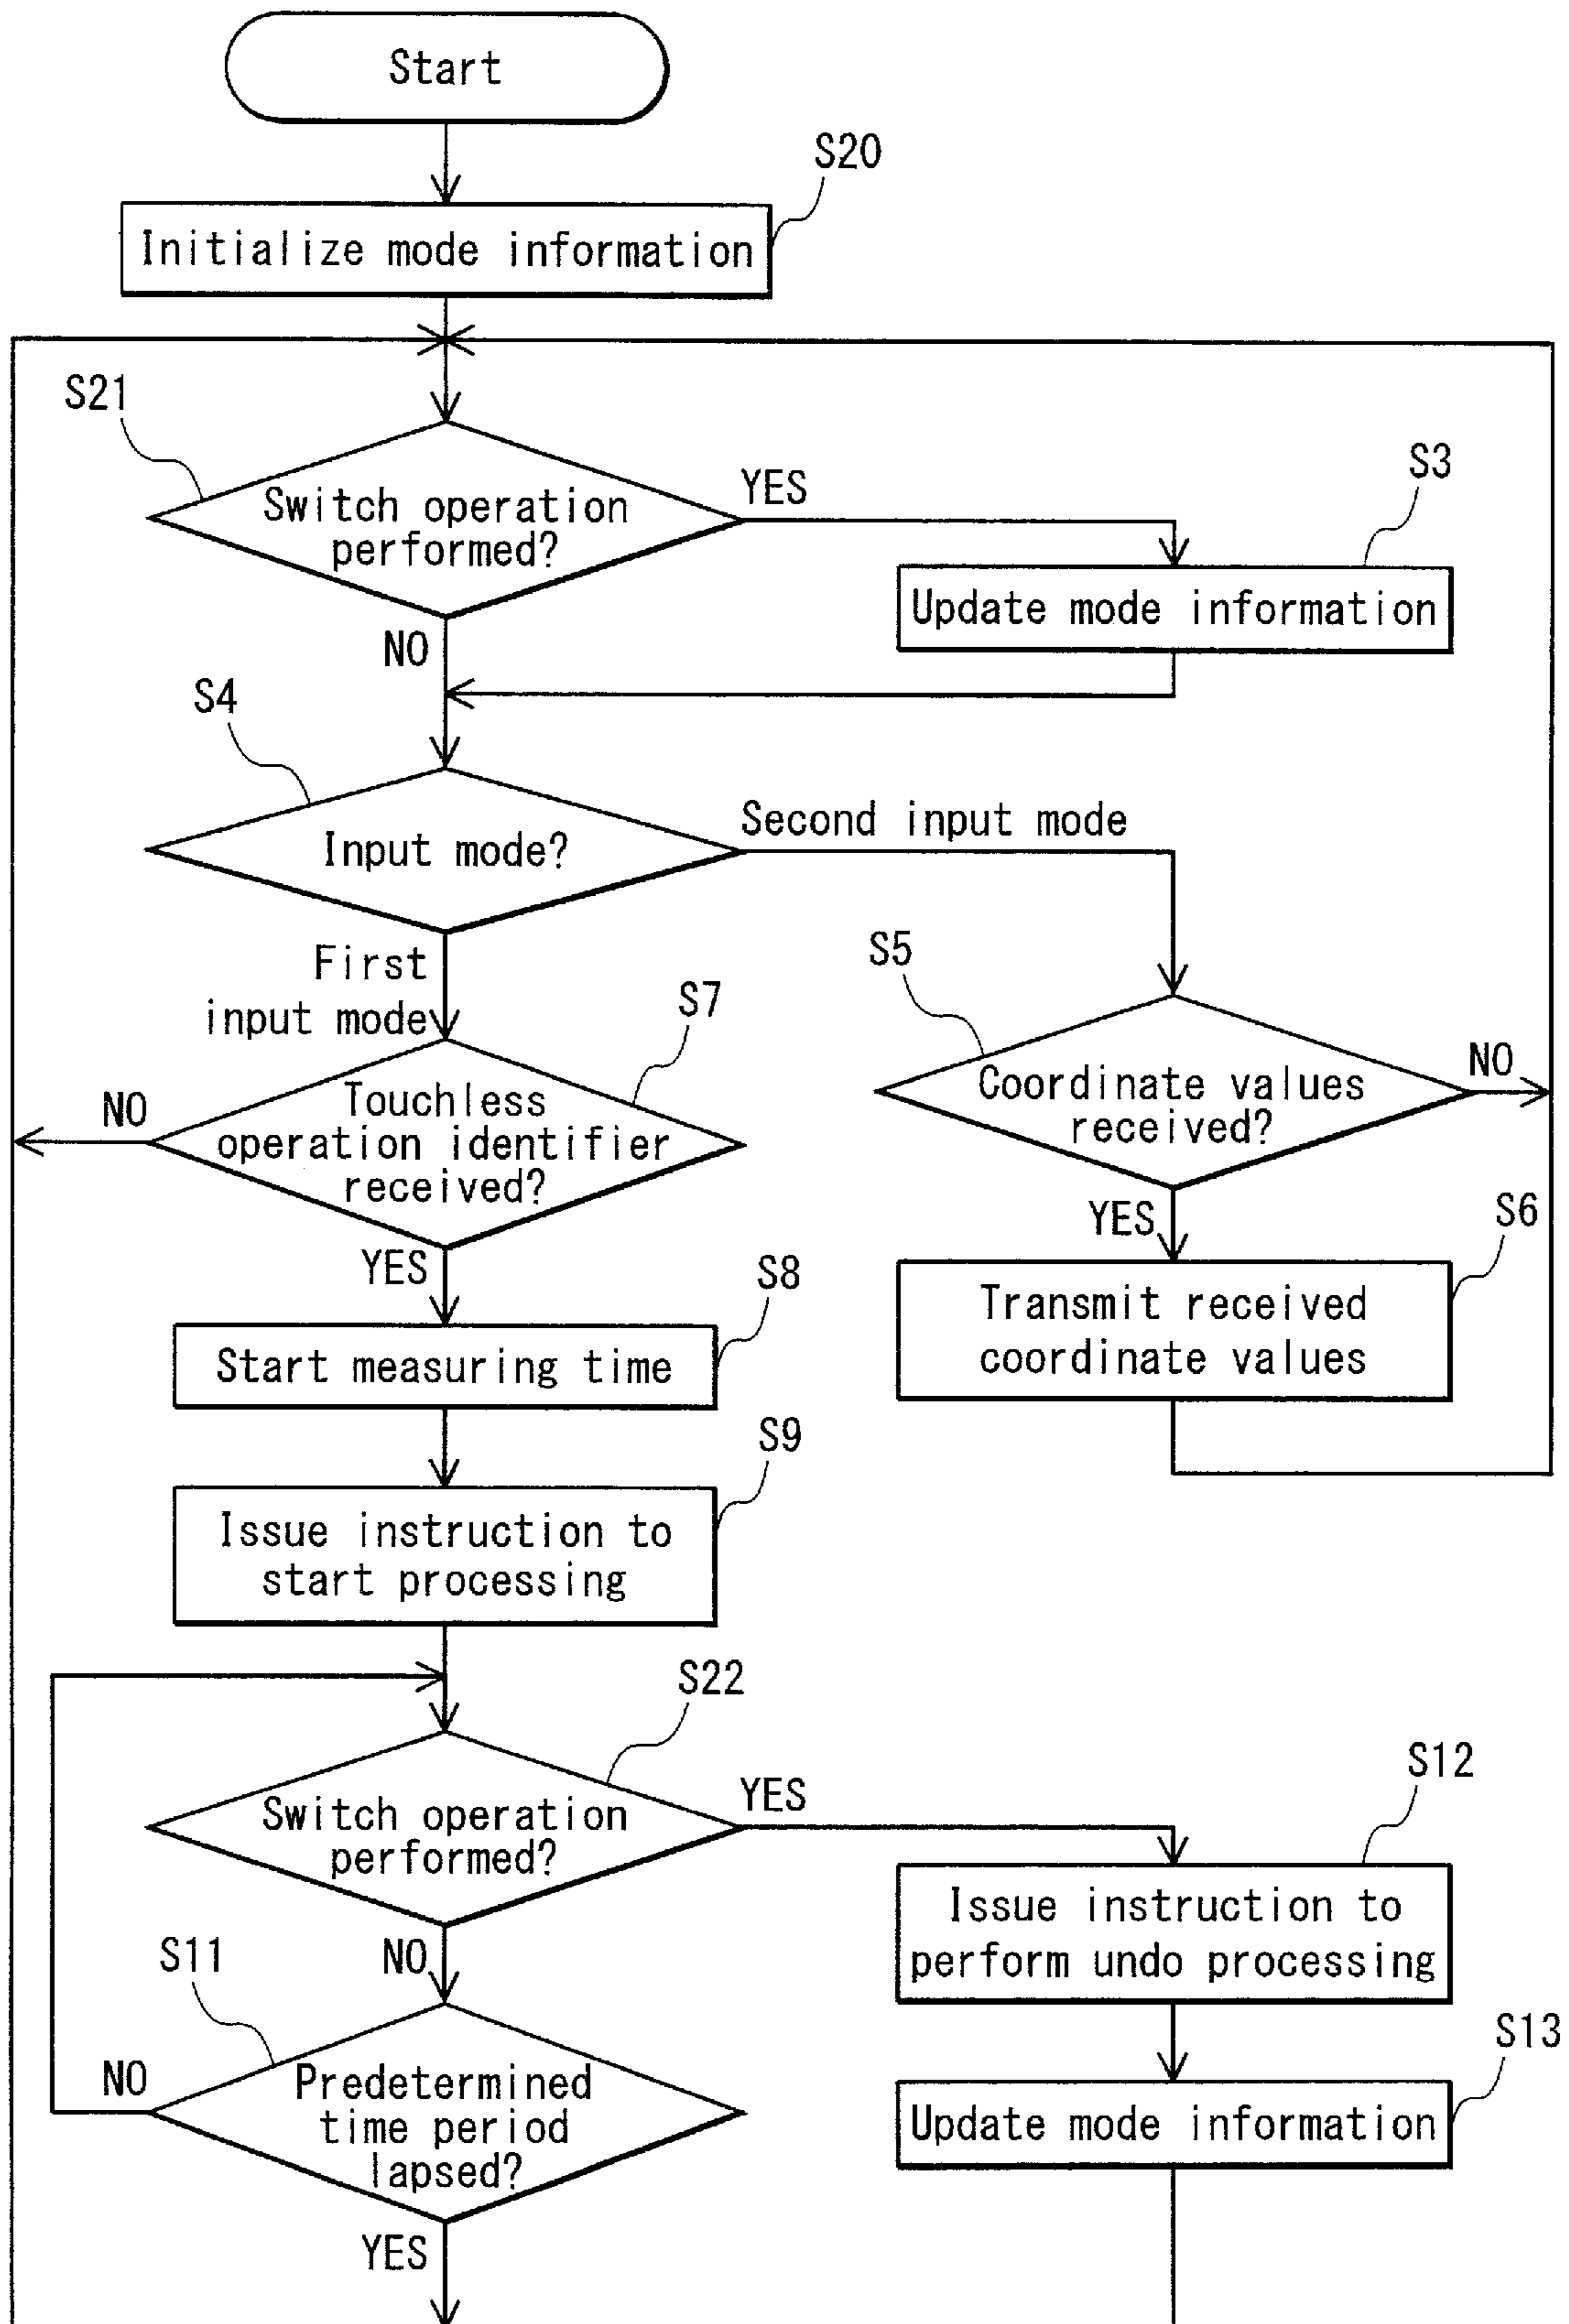 Start
S20
Initialize mode information
S21
Switch operation
performed?
YES
S3
Update mode information
NO
S4
Input mode?
Second input mode
First
input mode
S5
Coordinate values
received?
NO
S7
Touchless
operation identifier
received?
NO
YES
YES
S6
Transmit received
coordinate values
S8
Start measuring time
S9
Issue instruction to
start processing
S22
Switch operation
performed?
YES
S12
Issue instruction to
perform undo processing
NO
S11
Predetermined
time period
lapsed?
NO
S13
Update mode information
YES